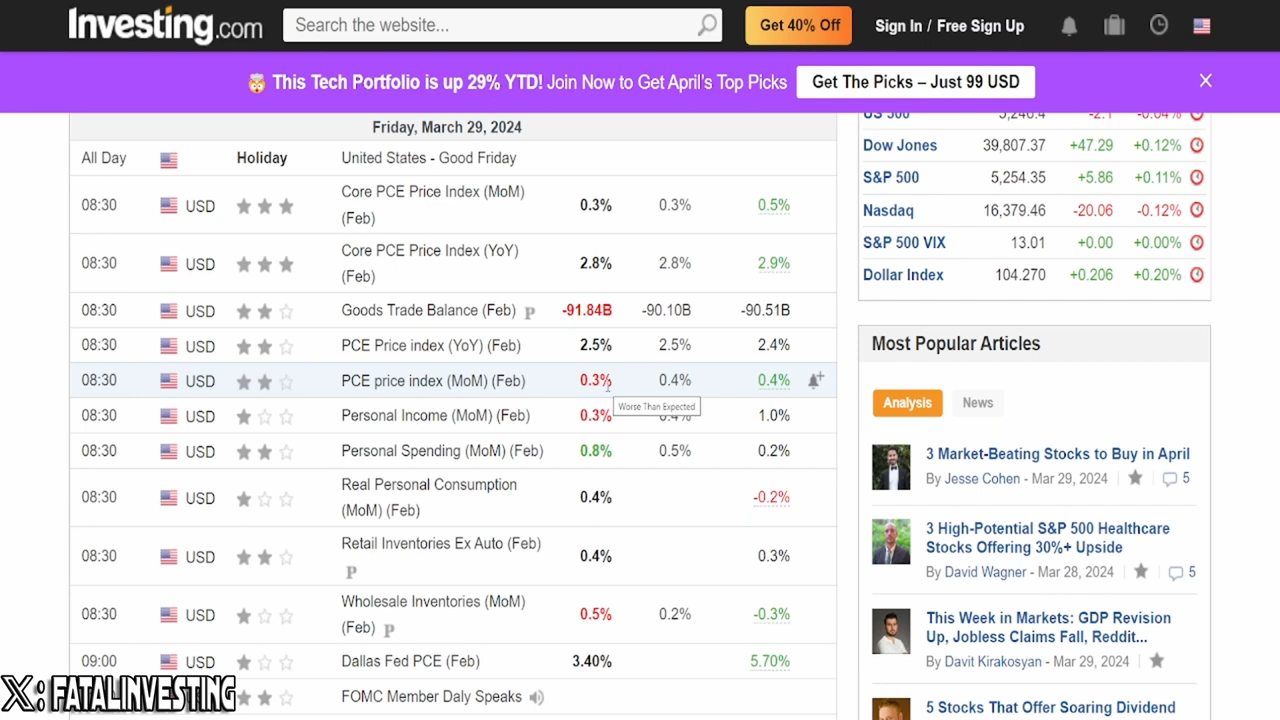 Investing.com
Search the website...
Get 40% Off
Sign In / Free Sign Up
🤯 This Tech Portfolio is up 29% YTD! Join Now to Get April's Top Picks
Get The Picks – Just 99 USD
Friday, March 29, 2024
All Day Holiday United States - Good Friday
08:30 USD Core PCE Price Index (MoM) (Feb) 0.3% 0.3% 0.5%
08:30 USD Core PCE Price Index (YoY) (Feb) 2.8% 2.8% 2.9%
08:30 USD Goods Trade Balance (Feb) P -91.84B -90.10B -90.51B
08:30 USD PCE Price index (YoY) (Feb) 2.5% 2.5% 2.4%
08:30 USD PCE price index (MoM) (Feb) 0.3% 0.4% 0.4%
Worse Than Expected
08:30 USD Personal Income (MoM) (Feb) 0.3% 0.4% 1.0%
08:30 USD Personal Spending (MoM) (Feb) 0.8% 0.5% 0.2%
08:30 USD Real Personal Consumption (MoM) (Feb) 0.4% -0.2%
08:30 USD Retail Inventories Ex Auto (Feb) P 0.4% 0.3%
08:30 USD Wholesale Inventories (MoM) (Feb) P 0.5% 0.2% -0.3%
09:00 USD Dallas Fed PCE (Feb) 3.40% 5.70%
FOMC Member Daly Speaks
X: FATALINVESTING
US 500 5,246.4 -2.1 -0.04%
Dow Jones 39,807.37 +47.29 +0.12%
S&P 500 5,254.35 +5.86 +0.11%
Nasdaq 16,379.46 -20.06 -0.12%
S&P 500 VIX 13.01 +0.00 +0.00%
Dollar Index 104.270 +0.206 +0.20%
Most Popular Articles
Analysis News
3 Market-Beating Stocks to Buy in April
By Jesse Cohen - Mar 29, 2024 5
3 High-Potential S&P 500 Healthcare
Stocks Offering 30%+ Upside
By David Wagner - Mar 28, 2024 5
This Week in Markets: GDP Revision
Up, Jobless Claims Fall, Reddit...
By Davit Kirakosyan - Mar 29, 2024
5 Stocks That Offer Soaring Dividend